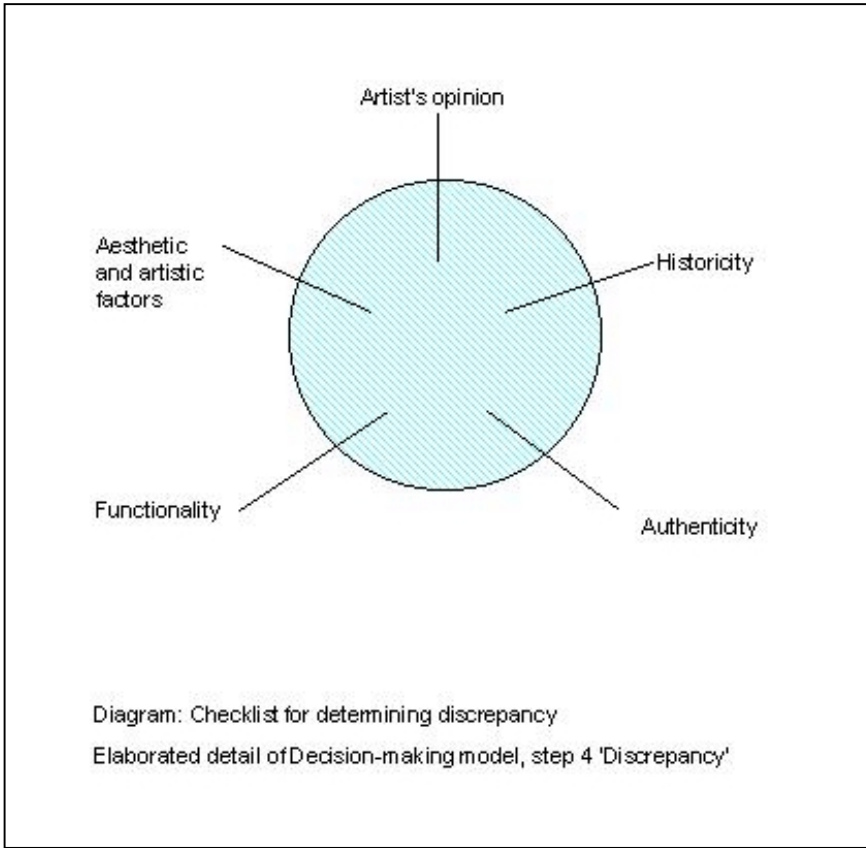 Artist's opinion
Aesthetic
and artistic
factors
Historicity
Functionality
Authenticity
Diagram: Checklist for determining discrepancy
Elaborated detail of Decision-making model, step 4 'Discrepancy'